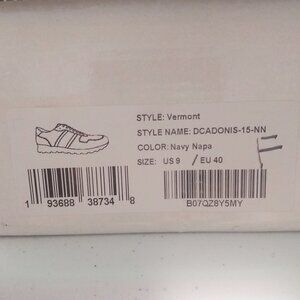 STYLE: Vermont
STYLE NAME: DCADONIS-15-NN
COLOR: Navy Napa
SIZE: US 9 / EU 40
1 93688 38734 8
B07QZ8Y5MY